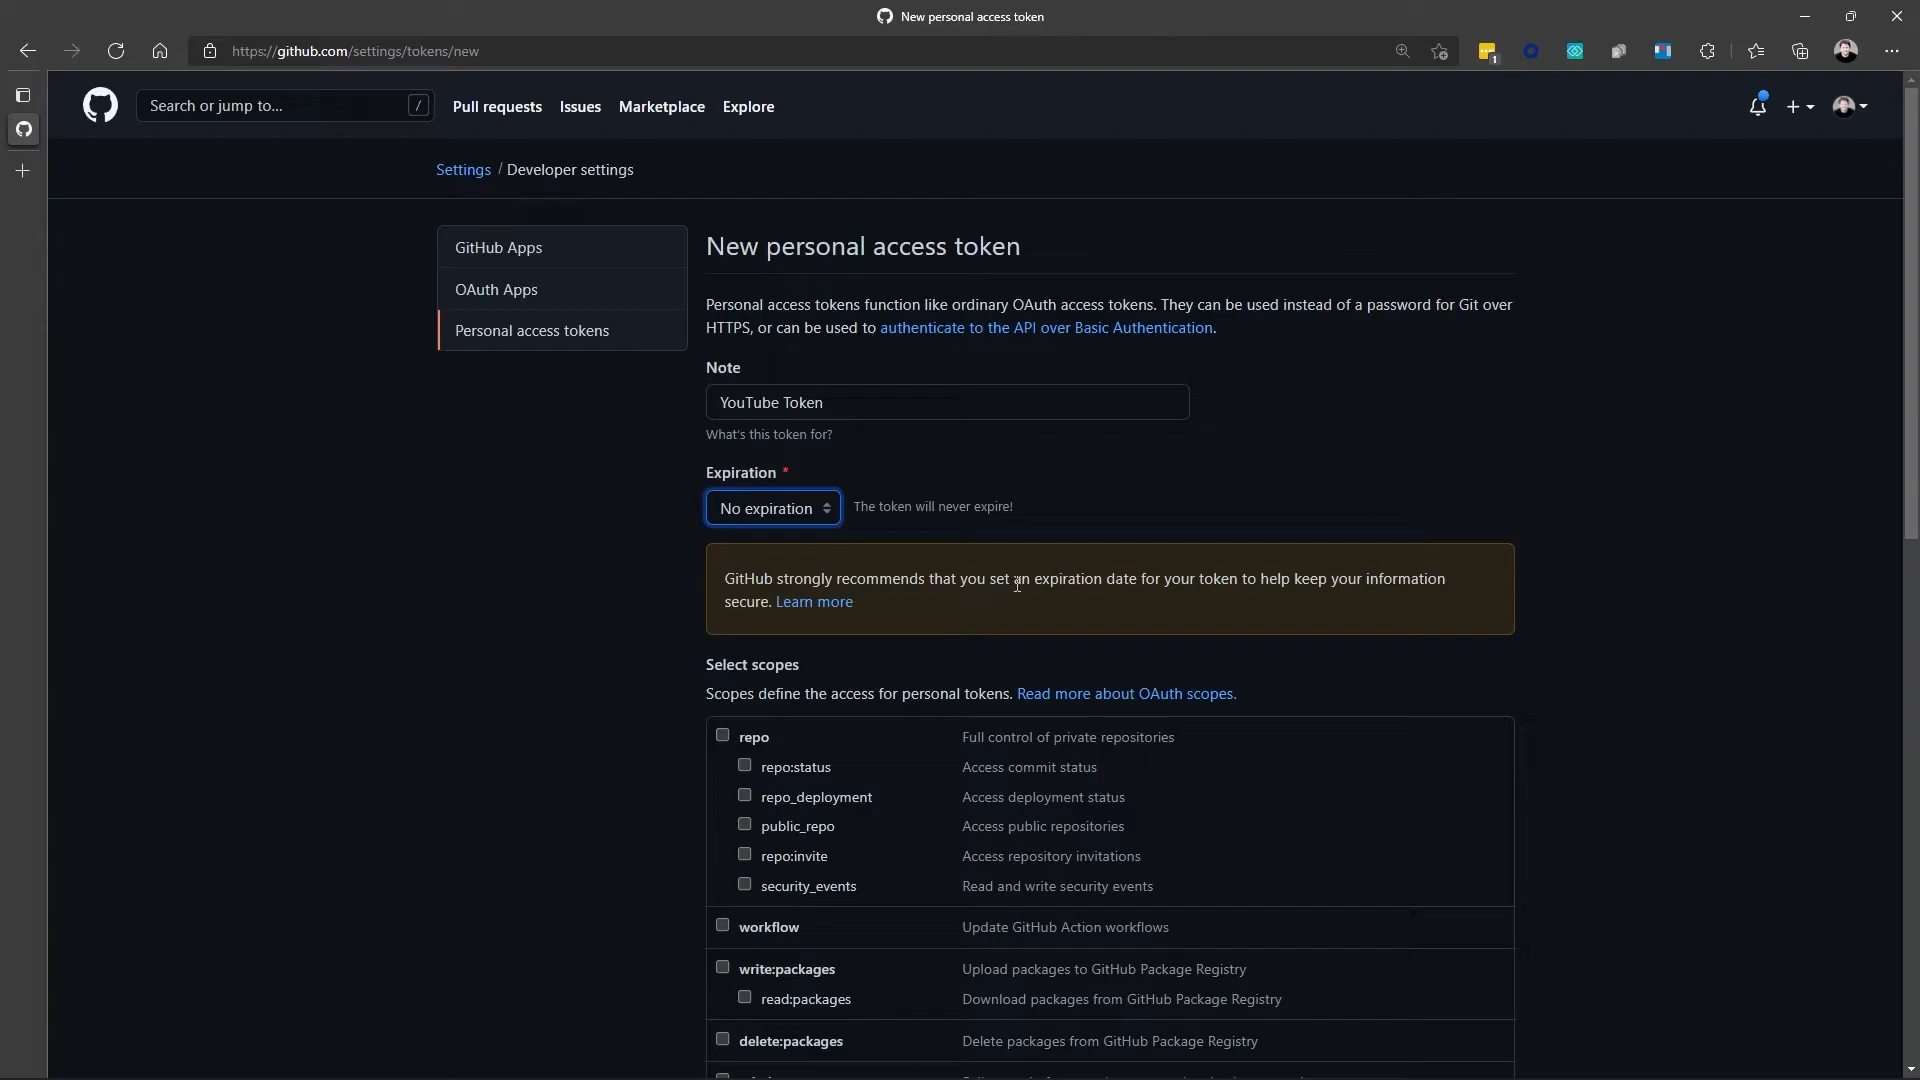 New personal access token
https://github.com/settings/tokens/new
1
Search or jump to...
/
Pull requests
Issues
Marketplace
Explore
Settings / Developer settings
GitHub Apps
OAuth Apps
Personal access tokens
New personal access token
Personal access tokens function like ordinary OAuth access tokens. They can be used instead of a password for Git over
HTTPS, or can be used to authenticate to the API over Basic Authentication.
Note
YouTube Token
What's this token for?
Expiration *
No expiration
The token will never expire!
GitHub strongly recommends that you set an expiration date for your token to help keep your information
secure. Learn more
Select scopes
Scopes define the access for personal tokens. Read more about OAuth scopes.
repo Full control of private repositories
repo:status Access commit status
repo_deployment Access deployment status
public_repo Access public repositories
repo:invite Access repository invitations
security_events Read and write security events
workflow Update GitHub Action workflows
write:packages Upload packages to GitHub Package Registry
read:packages Download packages from GitHub Package Registry
delete:packages Delete packages from GitHub Package Registry